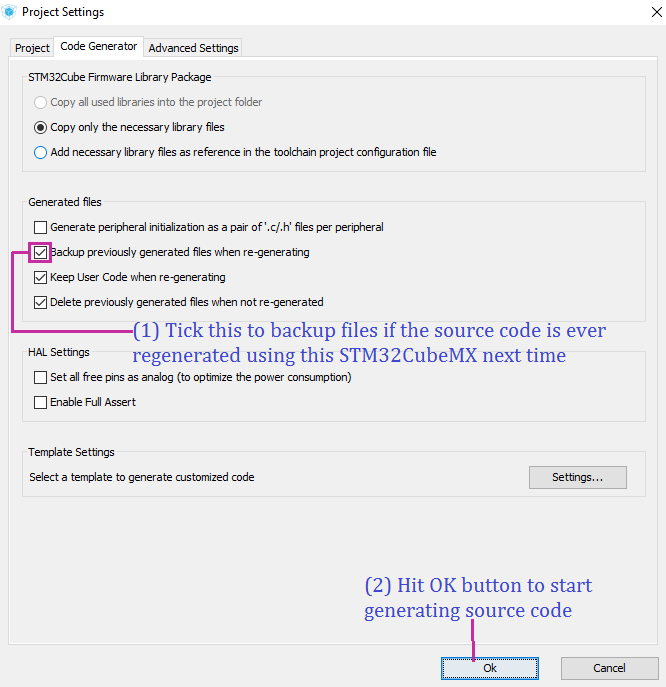 Project Settings
Project Code Generator Advanced Settings
STM32Cube Firmware Library Package
Copy all used libraries into the project folder
Copy only the necessary library files
Add necessary library files as reference in the toolchain project configuration file
Generated files
Generate peripheral initialization as a pair of '.c/.h' files per peripheral
Backup previously generated files when re-generating
Keep User Code when re-generating
Delete previously generated files when not re-generated
(1) Tick this to backup files if the source code is ever
regenerated using this STM32CubeMX next time
HAL Settings
Set all free pins as analog (to optimize the power consumption)
Enable Full Assert
Template Settings
Select a template to generate customized code
Settings...
(2) Hit OK button to start
generating source code
Ok
Cancel